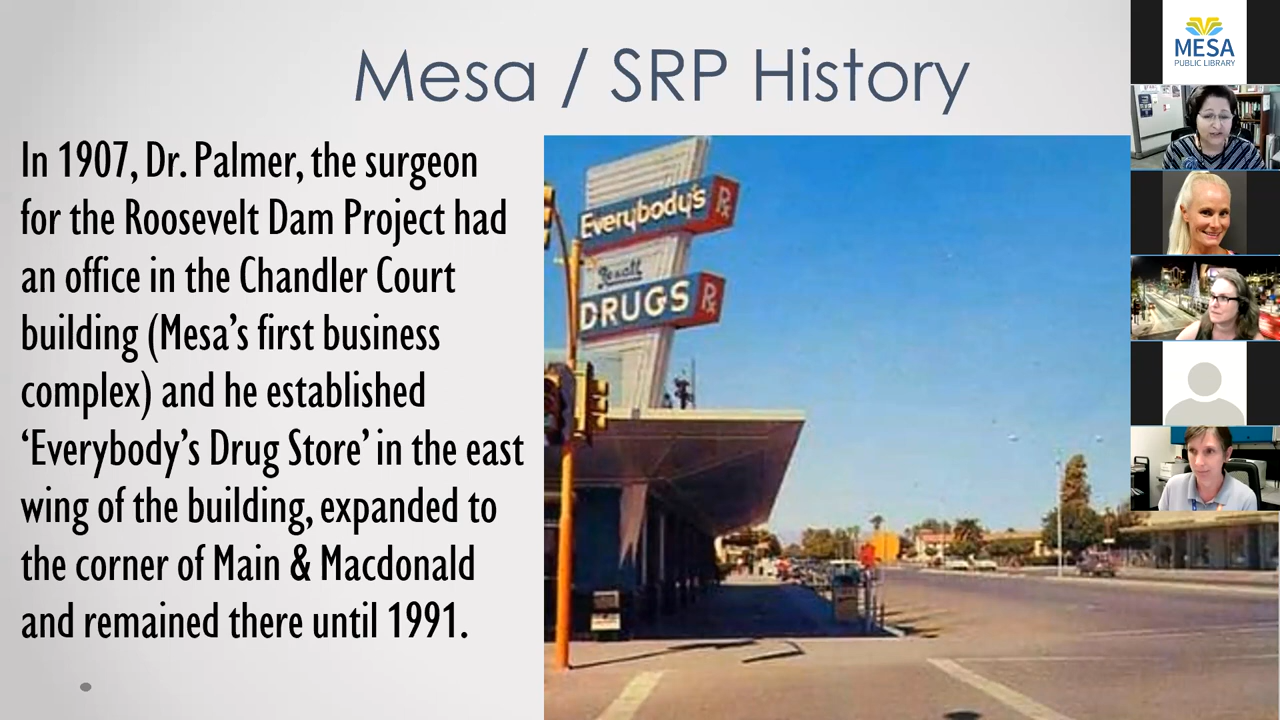 Mesa / SRP History
In 1907, Dr. Palmer, the surgeon
for the Roosevelt Dam Project had
an office in the Chandler Court
building (Mesa’s first business
complex) and he established
‘Everybody’s Drug Store’ in the east
wing of the building, expanded to
the corner of Main & Macdonald
and remained there until 1991.
Everybody's Rx
Rexall
DRUGS Rx
MESA
PUBLIC LIBRARY